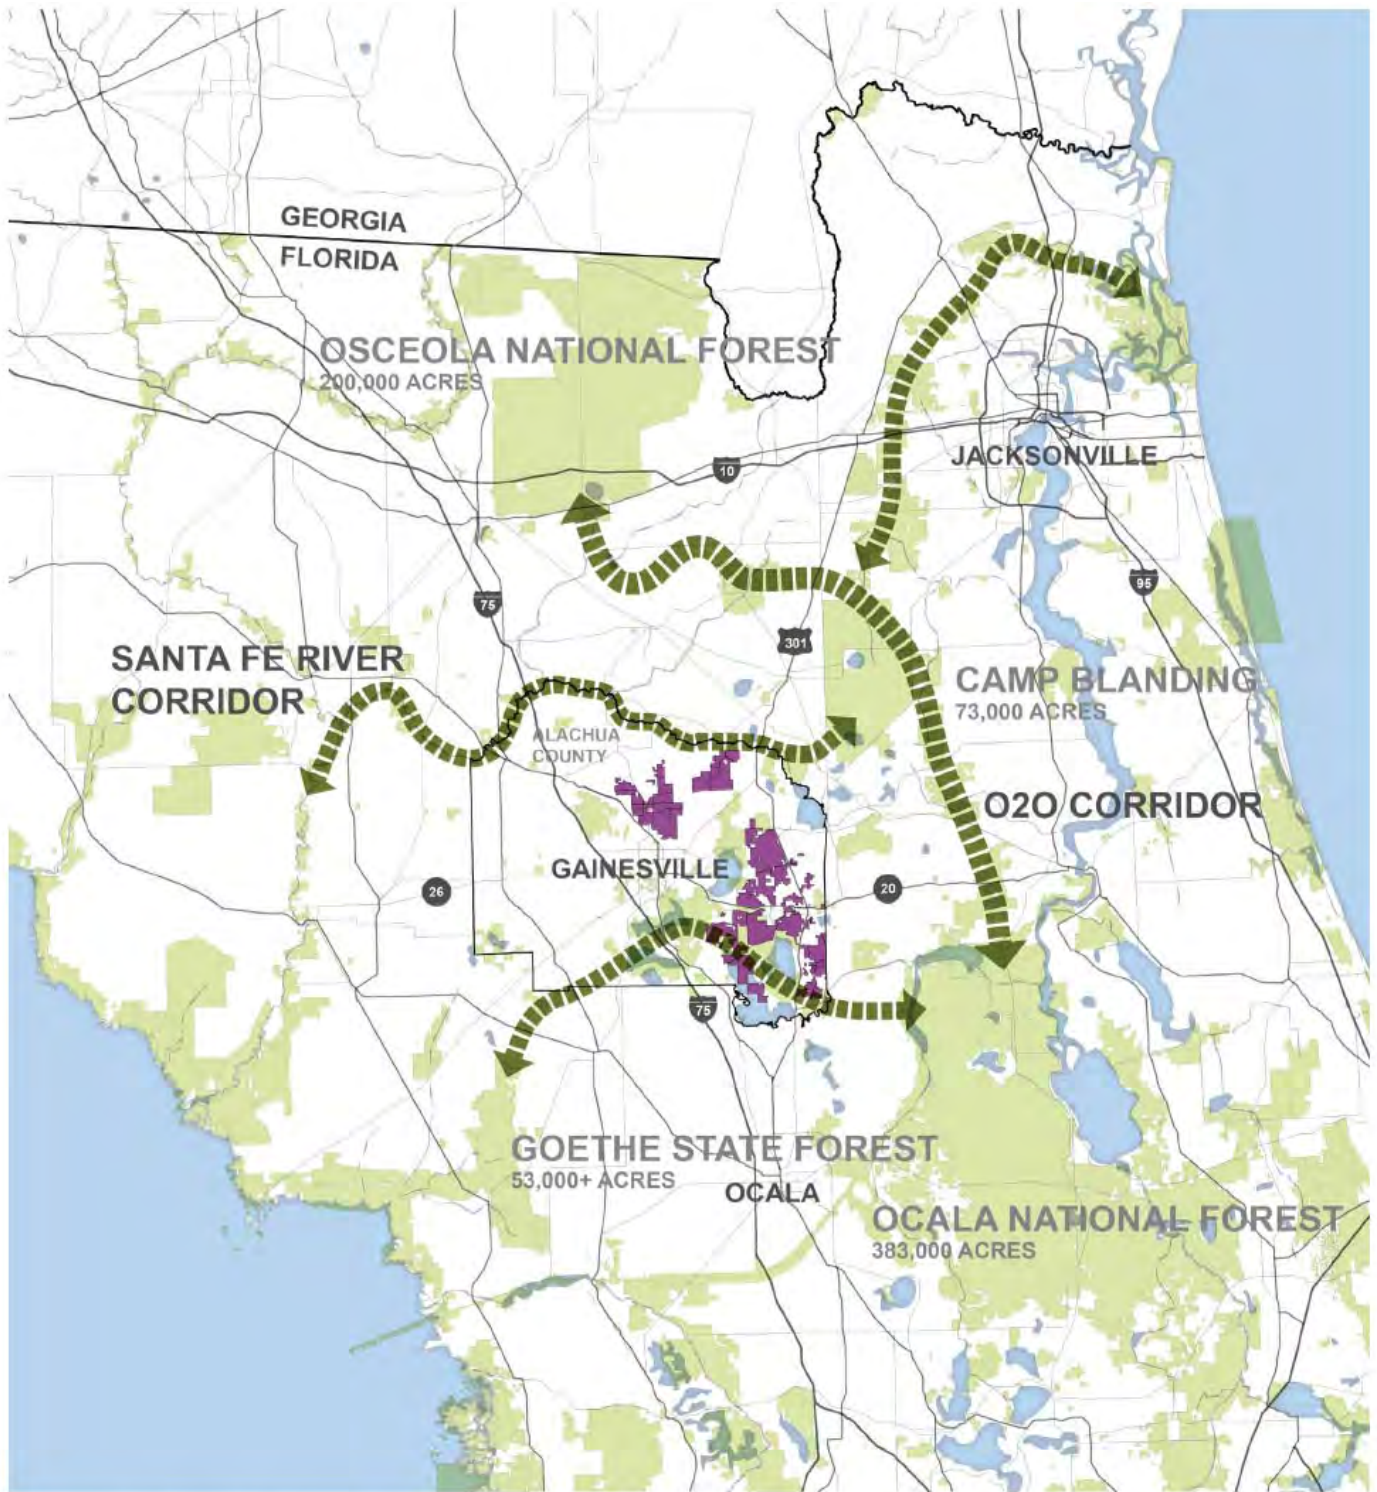 GEORGIA
FLORIDA
OSCEOLA NATIONAL FOREST
200,000 ACRES
JACKSONVILLE
10
95
75
301
SANTA FE RIVER
CORRIDOR
CAMP BLANDING
73,000 ACRES
ALACHUA
COUNTY
O2O CORRIDOR
GAINESVILLE
26
20
75
GOETHE STATE FOREST
53,000+ ACRES
OCALA
OCALA NATIONAL FOREST
383,000 ACRES